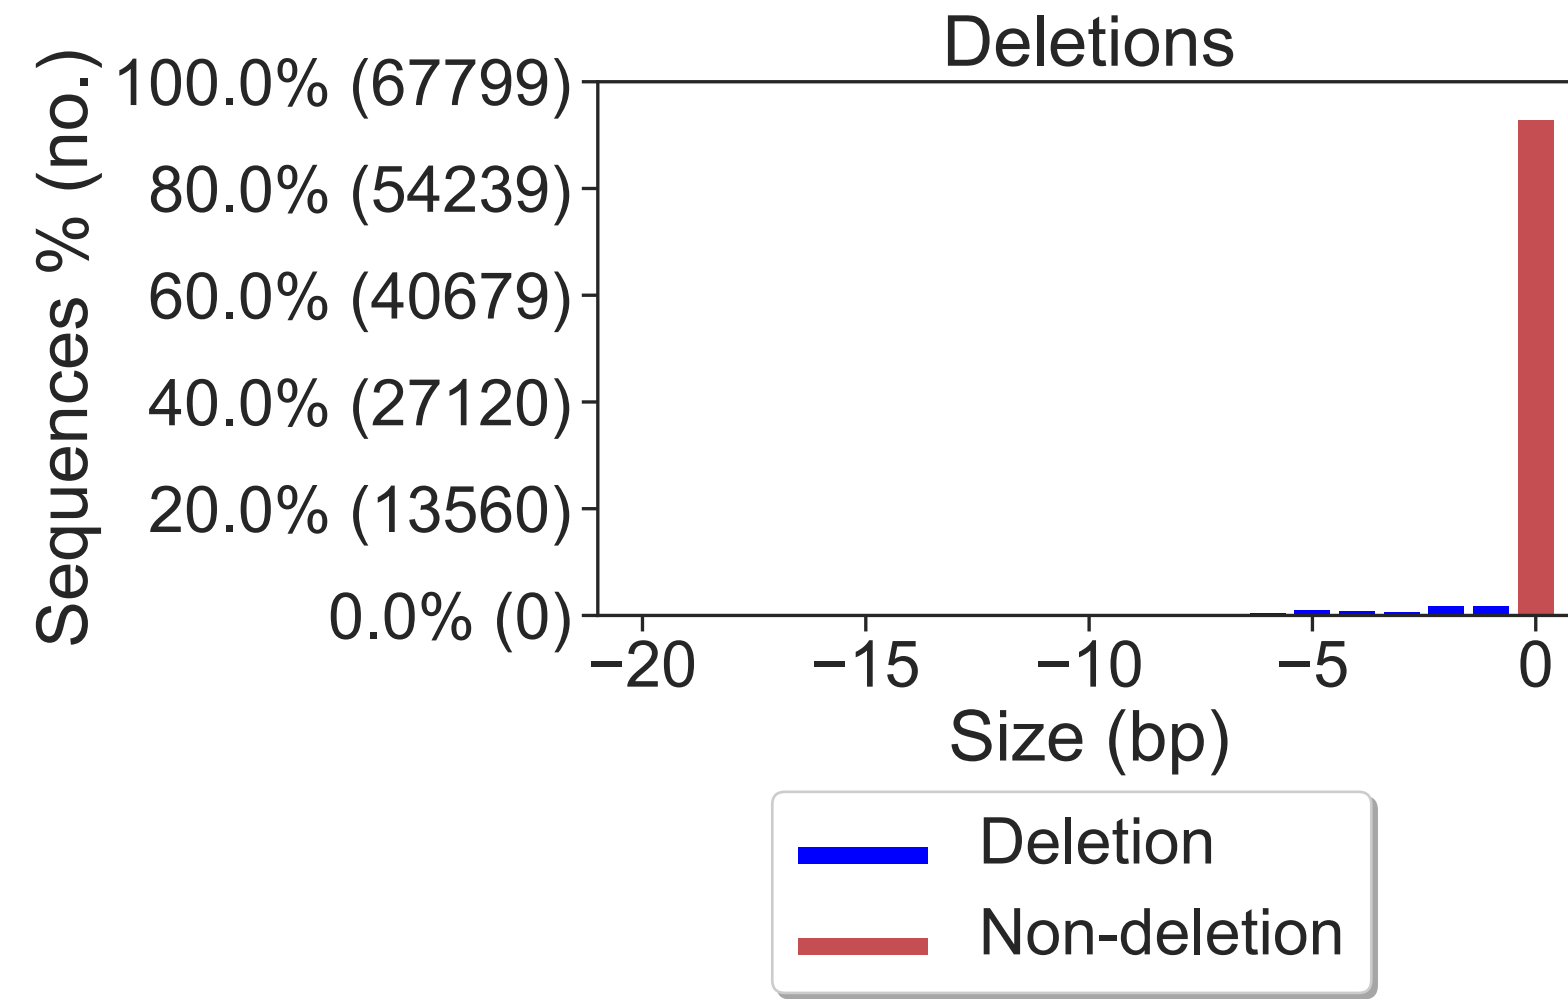 Deletions
Sequences % (no.)
100.0% (67799)
80.0% (54239)
60.0% (40679)
40.0% (27120)
20.0% (13560)
0.0% (0)
−20 −15 −10 −5 0
Size (bp)
Deletion
Non-deletion